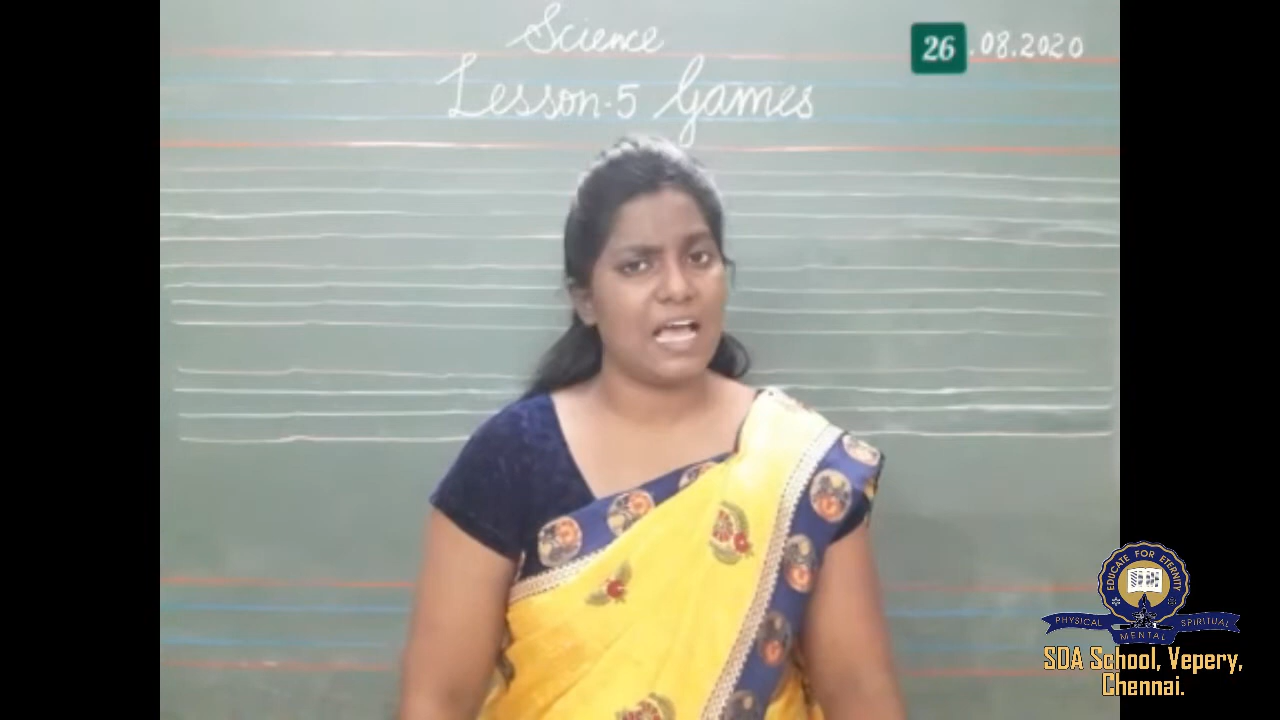 Science
26.08.2020
Lesson-5 Games
EDUCATE FOR ETERNITY
PHYSICAL MENTAL SPIRITUAL
SDA School, Vepery,
Chennai.